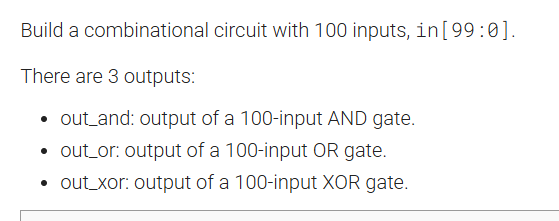 Build a combinational circuit with 100 inputs, in[99:0].
There are 3 outputs:
• out_and: output of a 100-input AND gate.
• out_or: output of a 100-input OR gate.
• out_xor: output of a 100-input XOR gate.